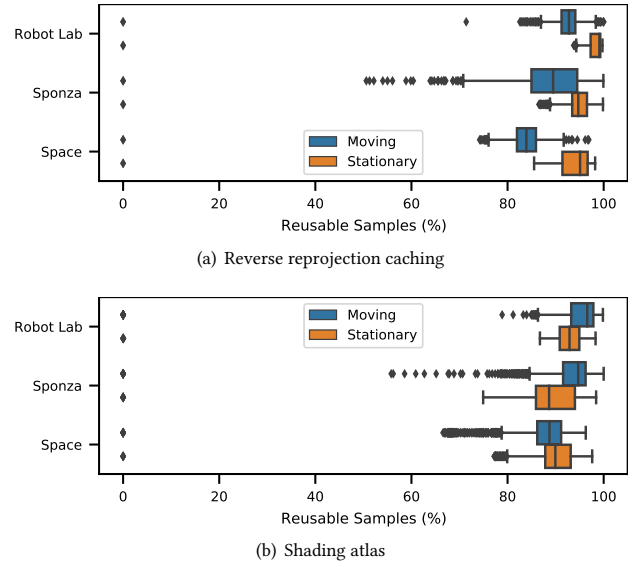 Robot Lab
Sponza
Space
Moving
Stationary
0 20 40 60 80 100
Reusable Samples (%)
(a) Reverse reprojection caching
Robot Lab
Sponza
Space
Moving
Stationary
0 20 40 60 80 100
Reusable Samples (%)
(b) Shading atlas